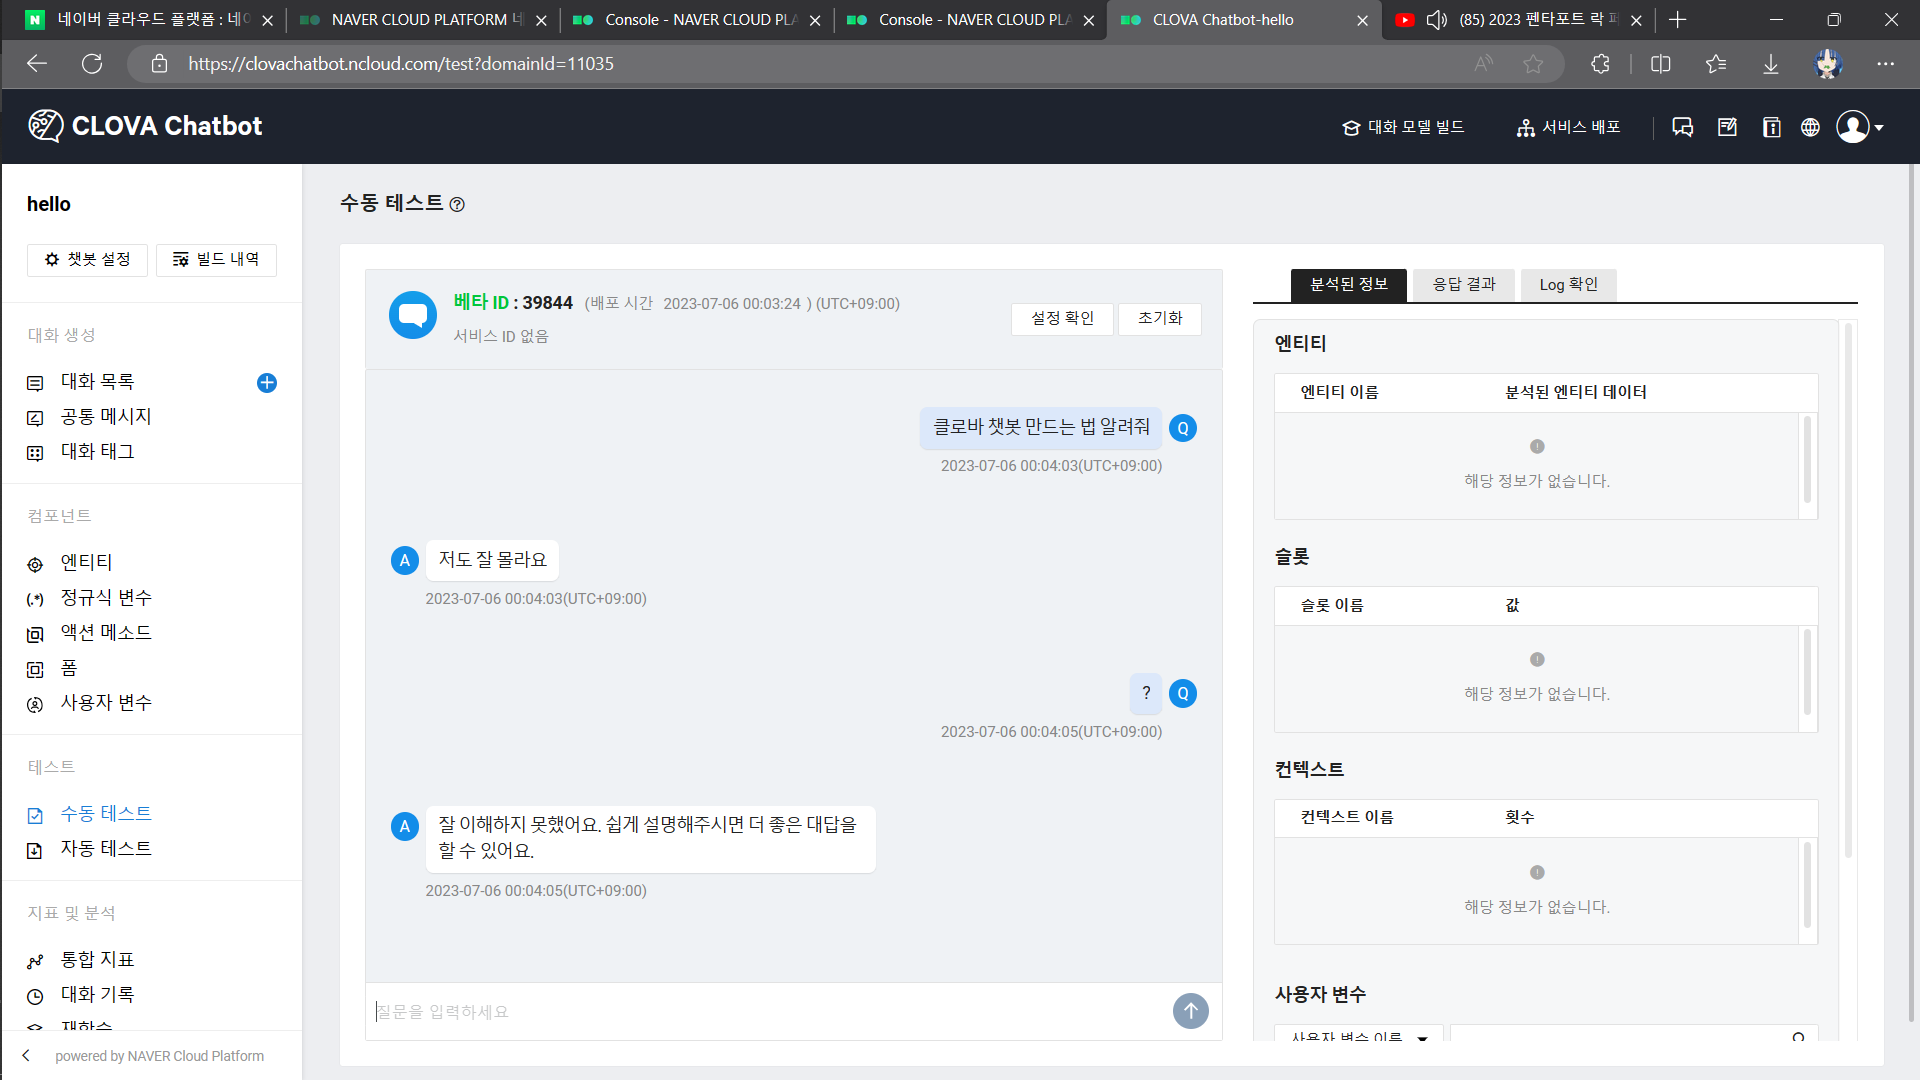 네이버 클라우드 플랫폼 : 네이
NAVER CLOUD PLATFORM 네
Console - NAVER CLOUD PLA
Console - NAVER CLOUD PLA
CLOVA Chatbot-hello
(85) 2023 펜타포트 락 페
https://clovachatbot.ncloud.com/test?domainId=11035
CLOVA Chatbot
대화 모델 빌드
서비스 배포
hello
챗봇 설정
빌드 내역
대화 생성
대화 목록
공통 메시지
대화 태그
컴포넌트
엔티티
정규식 변수
액션 메소드
폼
사용자 변수
테스트
수동 테스트
자동 테스트
지표 및 분석
통합 지표
대화 기록
재학습
powered by NAVER Cloud Platform
수동 테스트
베타 ID : 39844 (배포 시간 2023-07-06 00:03:24 ) (UTC+09:00)
서비스 ID 없음
설정 확인
초기화
클로바 챗봇 만드는 법 알려줘
Q
2023-07-06 00:04:03(UTC+09:00)
A
저도 잘 몰라요
2023-07-06 00:04:03(UTC+09:00)
?
Q
2023-07-06 00:04:05(UTC+09:00)
A
잘 이해하지 못했어요. 쉽게 설명해주시면 더 좋은 대답을
할 수 있어요.
2023-07-06 00:04:05(UTC+09:00)
질문을 입력하세요
분석된 정보
응답 결과
Log 확인
엔티티
엔티티 이름
분석된 엔티티 데이터
해당 정보가 없습니다.
슬롯
슬롯 이름
값
해당 정보가 없습니다.
컨텍스트
컨텍스트 이름
횟수
해당 정보가 없습니다.
사용자 변수
사용자 변수 이름